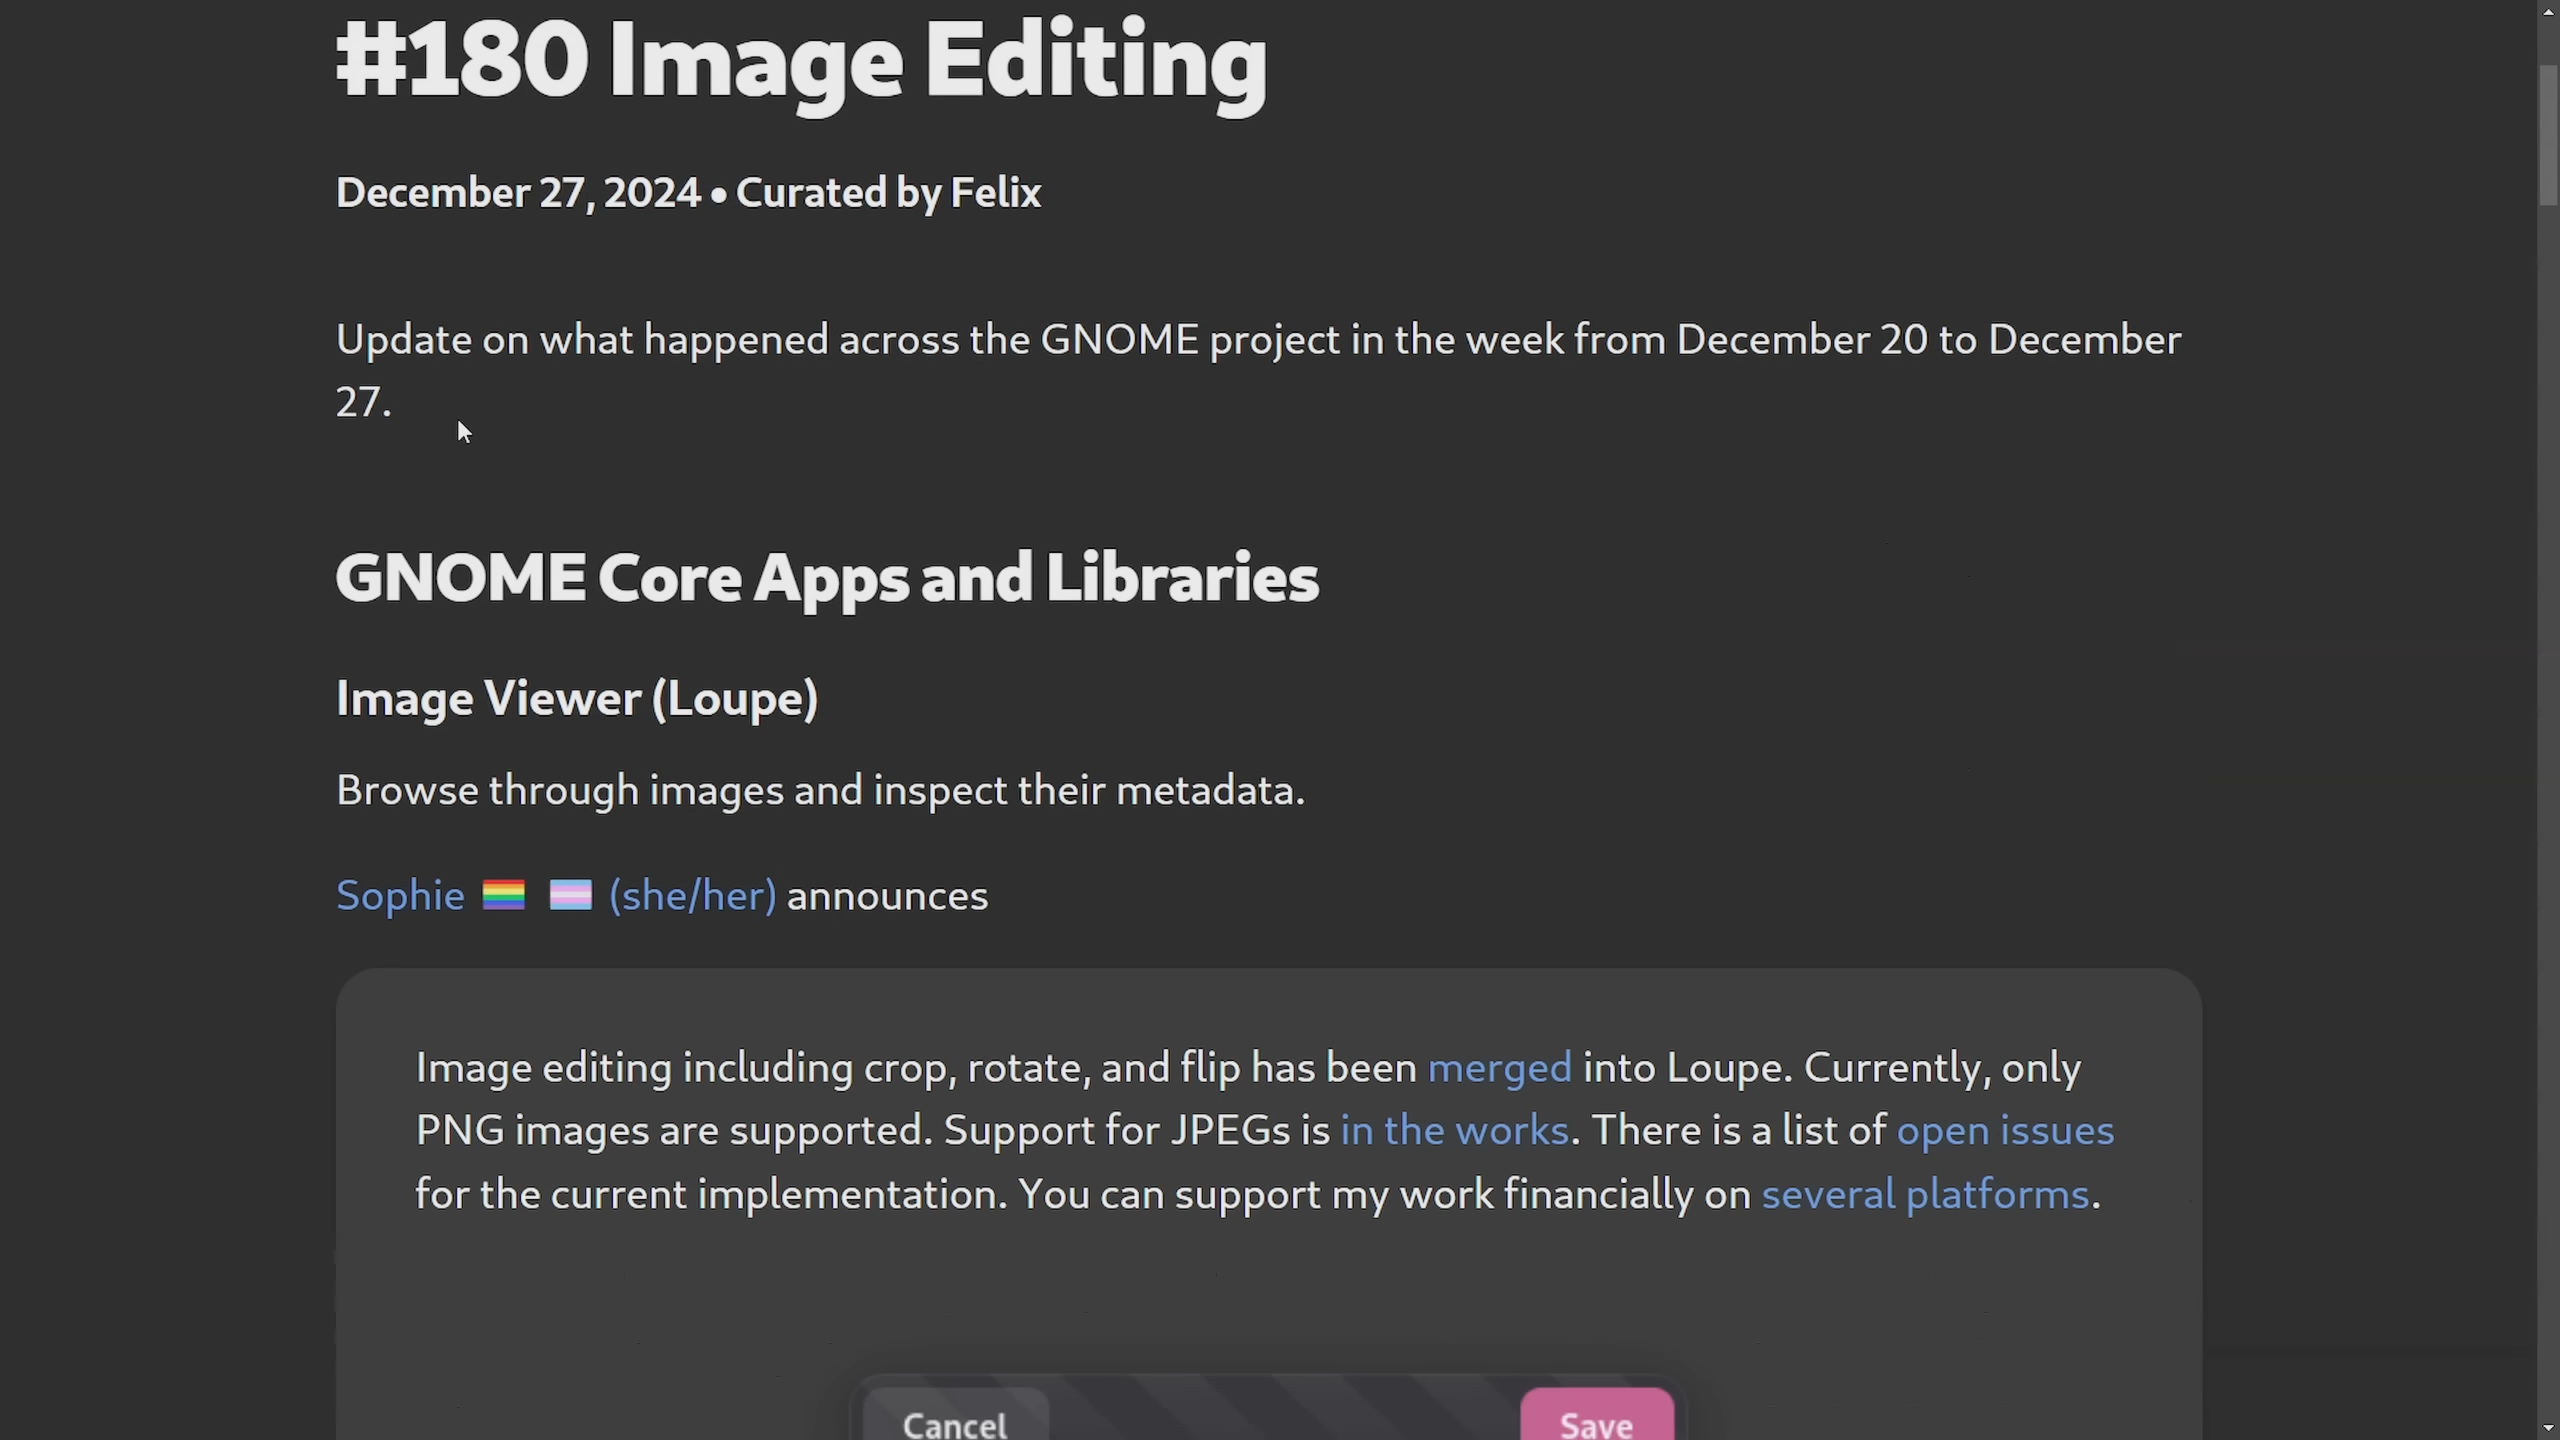 #180 Image Editing
December 27, 2024 • Curated by Felix
Update on what happened across the GNOME project in the week from December 20 to December
27.
GNOME Core Apps and Libraries
Image Viewer (Loupe)
Browse through images and inspect their metadata.
Sophie 🏳️‍🌈 🏳️‍⚧️ (she/her) announces
Image editing including crop, rotate, and flip has been merged into Loupe. Currently, only
PNG images are supported. Support for JPEGs is in the works. There is a list of open issues
for the current implementation. You can support my work financially on several platforms.
Cancel
Save